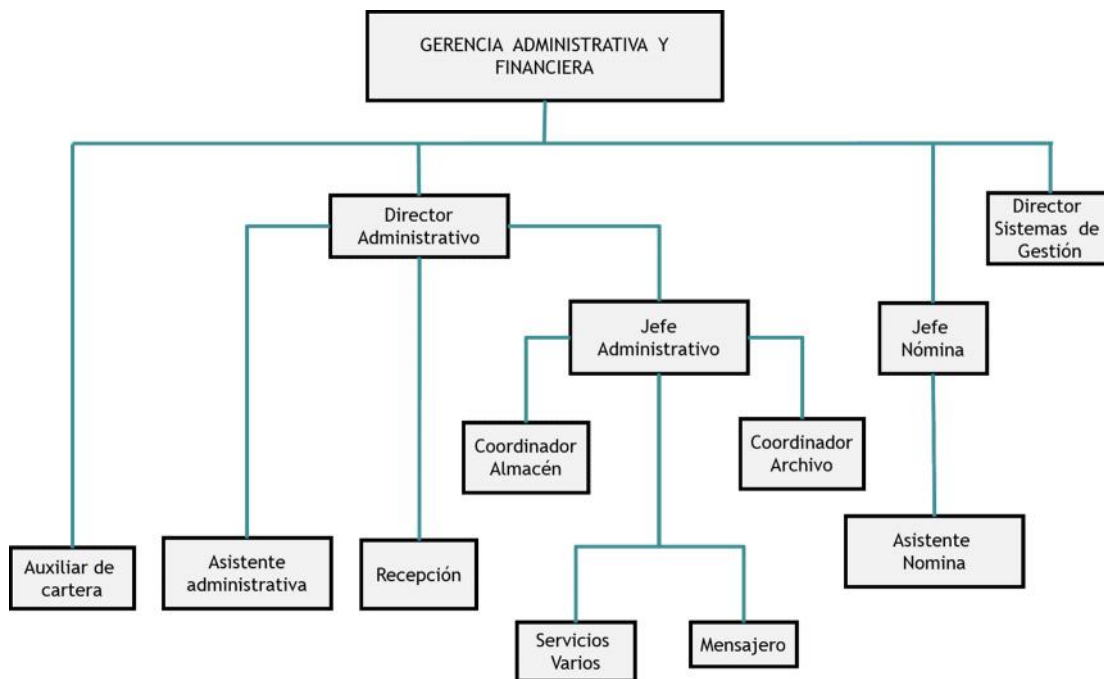 GERENCIA ADMINISTRATIVA Y
FINANCIERA
Director
Administrativo
Director
Sistemas de
Gestión
Jefe
Administrativo
Jefe
Nómina
Coordinador
Almacén
Coordinador
Archivo
Auxiliar de
cartera
Asistente
administrativa
Recepción
Asistente
Nomina
Servicios
Varios
Mensajero